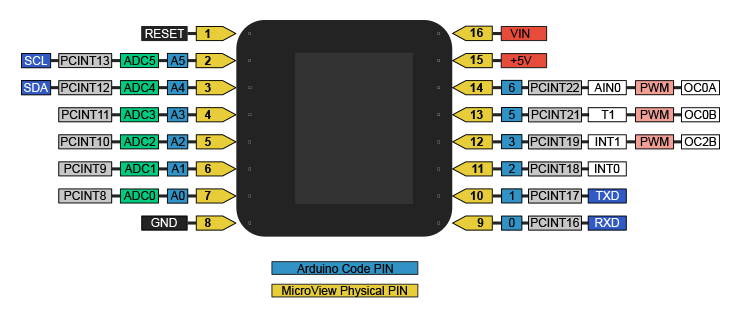 RESET 1 16 VIN
SCL PCINT13 ADC5 A5 2 15 +5V
SDA PCINT12 ADC4 A4 3 14 6 PCINT22 AIN0 PWM OC0A
PCINT11 ADC3 A3 4 13 5 PCINT21 T1 PWM OC0B
PCINT10 ADC2 A2 5 12 3 PCINT19 INT1 PWM OC2B
PCINT9 ADC1 A1 6 11 2 PCINT18 INT0
PCINT8 ADC0 A0 7 10 1 PCINT17 TXD
GND 8 9 0 PCINT16 RXD
Arduino Code PIN
MicroView Physical PIN